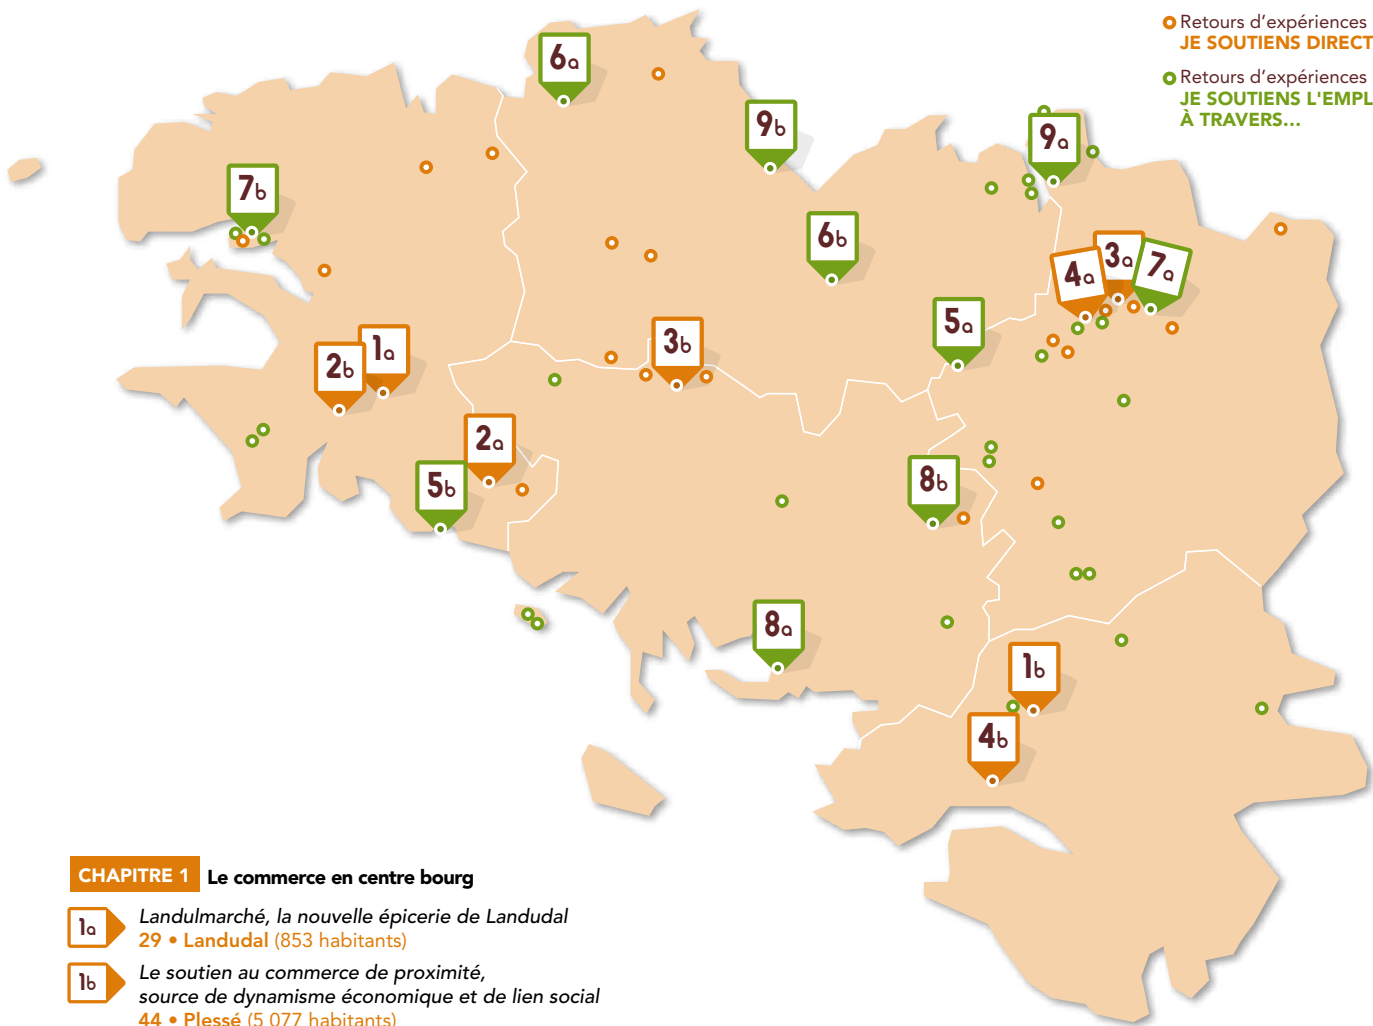 Retours d'expériences
JE SOUTIENS DIRECT
Retours d'expériences
JE SOUTIENS L'EMPL
À TRAVERS...
6a
9b
9a
7b
6b
4a
3a
7a
5a
3b
1a
2b
2a
5b
8b
8a
1b
4b
CHAPITRE 1 Le commerce en centre bourg
1a
Landulmarché, la nouvelle épicerie de Landudal
29 • Landudal (853 habitants)
1b
Le soutien au commerce de proximité,
source de dynamisme économique et de lien social
44 • Plessé (5 077 habitants)